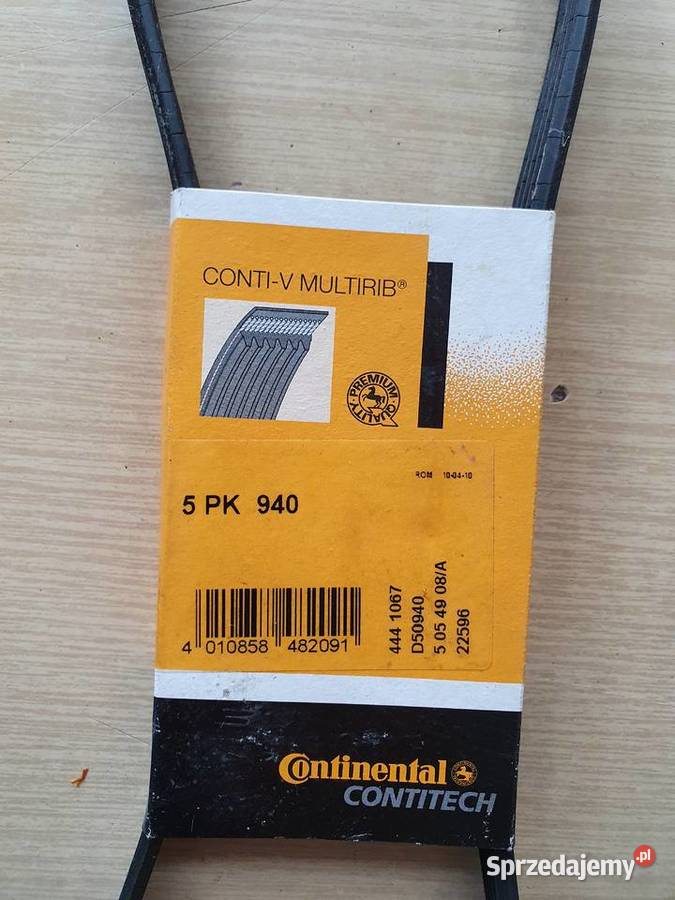 CONTI-V MULTIRIB®
PREMIUM QUALITY
ROM 10-04-10
5 PK 940
4 010858 482091
444 1067
D50940
5 05 49 08/A
22596
Continental
CONTITECH
Sprzedajemy.pl